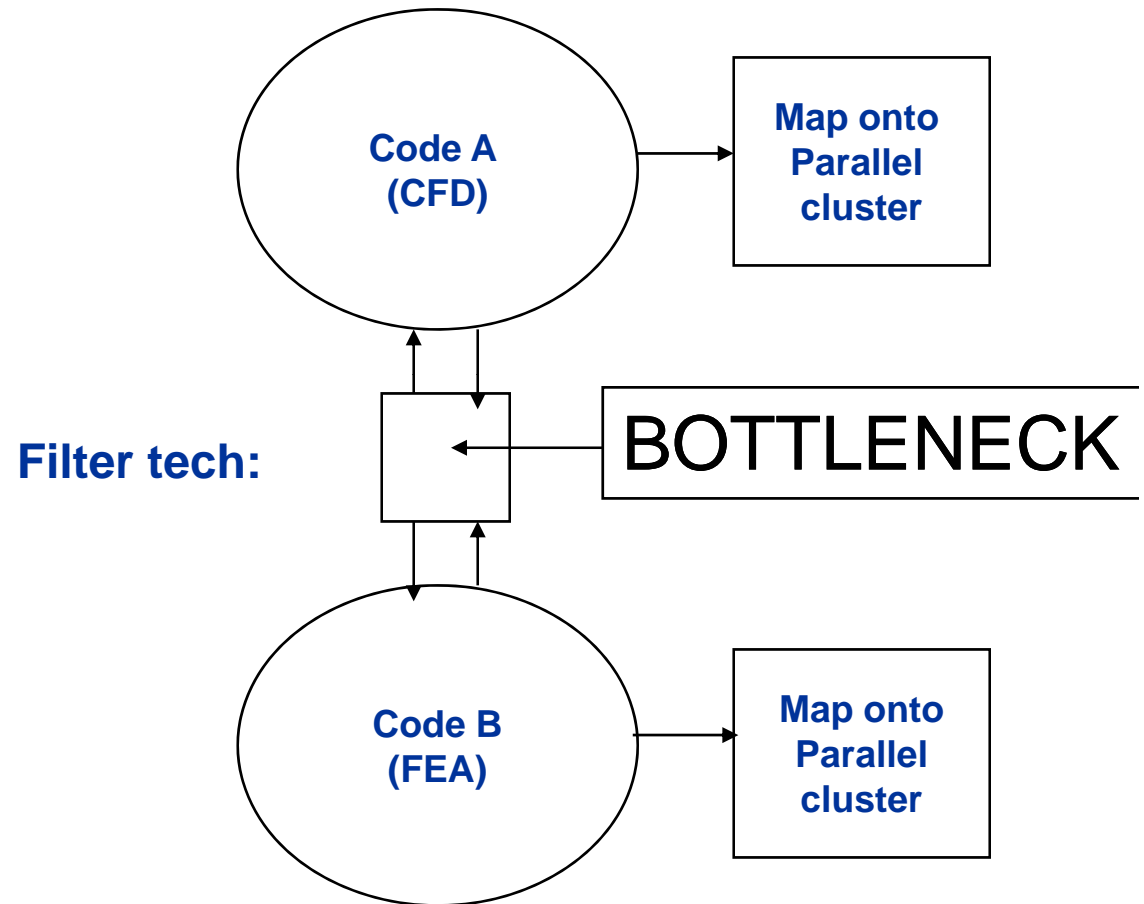 Code A
(CFD)
Map onto
Parallel
cluster
Filter tech:
BOTTLENECK
Code B
(FEA)
Map onto
Parallel
cluster